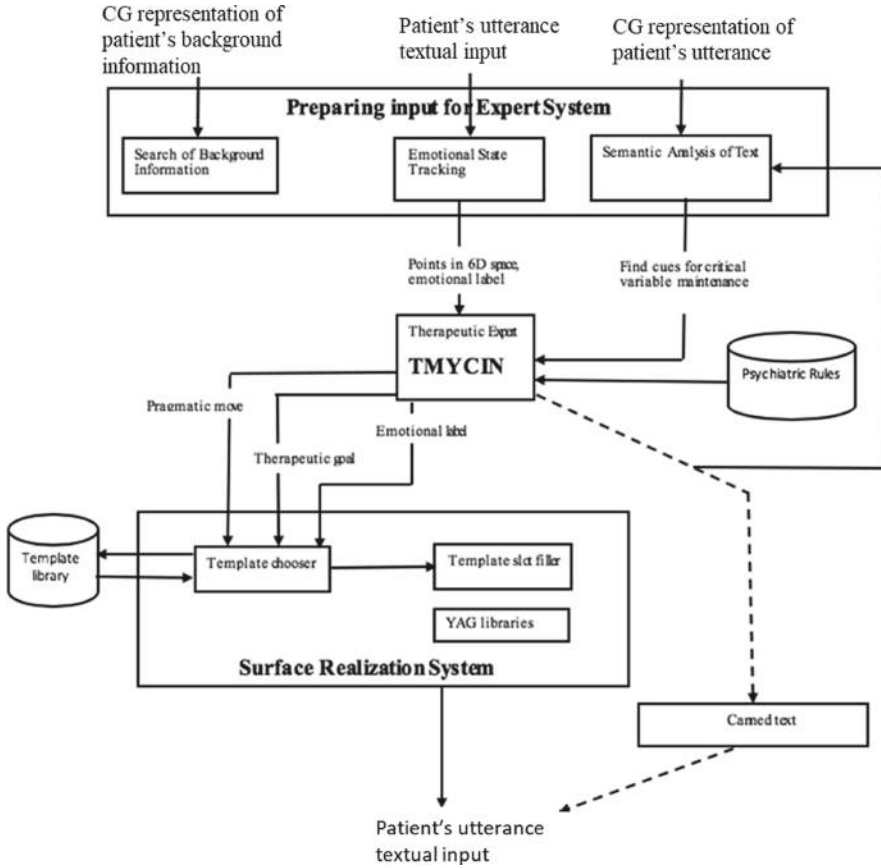 CG representation of
patient's background
information
Patient's utterance
textual input
CG representation of
patient's utterance
Preparing input for Expert System
Search of Background
Information
Emotional State
Tracking
Semantic Analysis of Text
Points in 6D space,
emotional label
Find cues for critical
variable maintenance
Therapeutic Expert
TMYCIN
Psychiatric Rules
Pragmatic move
Emotional label
Therapeutic goal
Template
library
Template chooser
Template slot filler
YAG libraries
Surface Realization System
Canned text
Patient's utterance
textual input